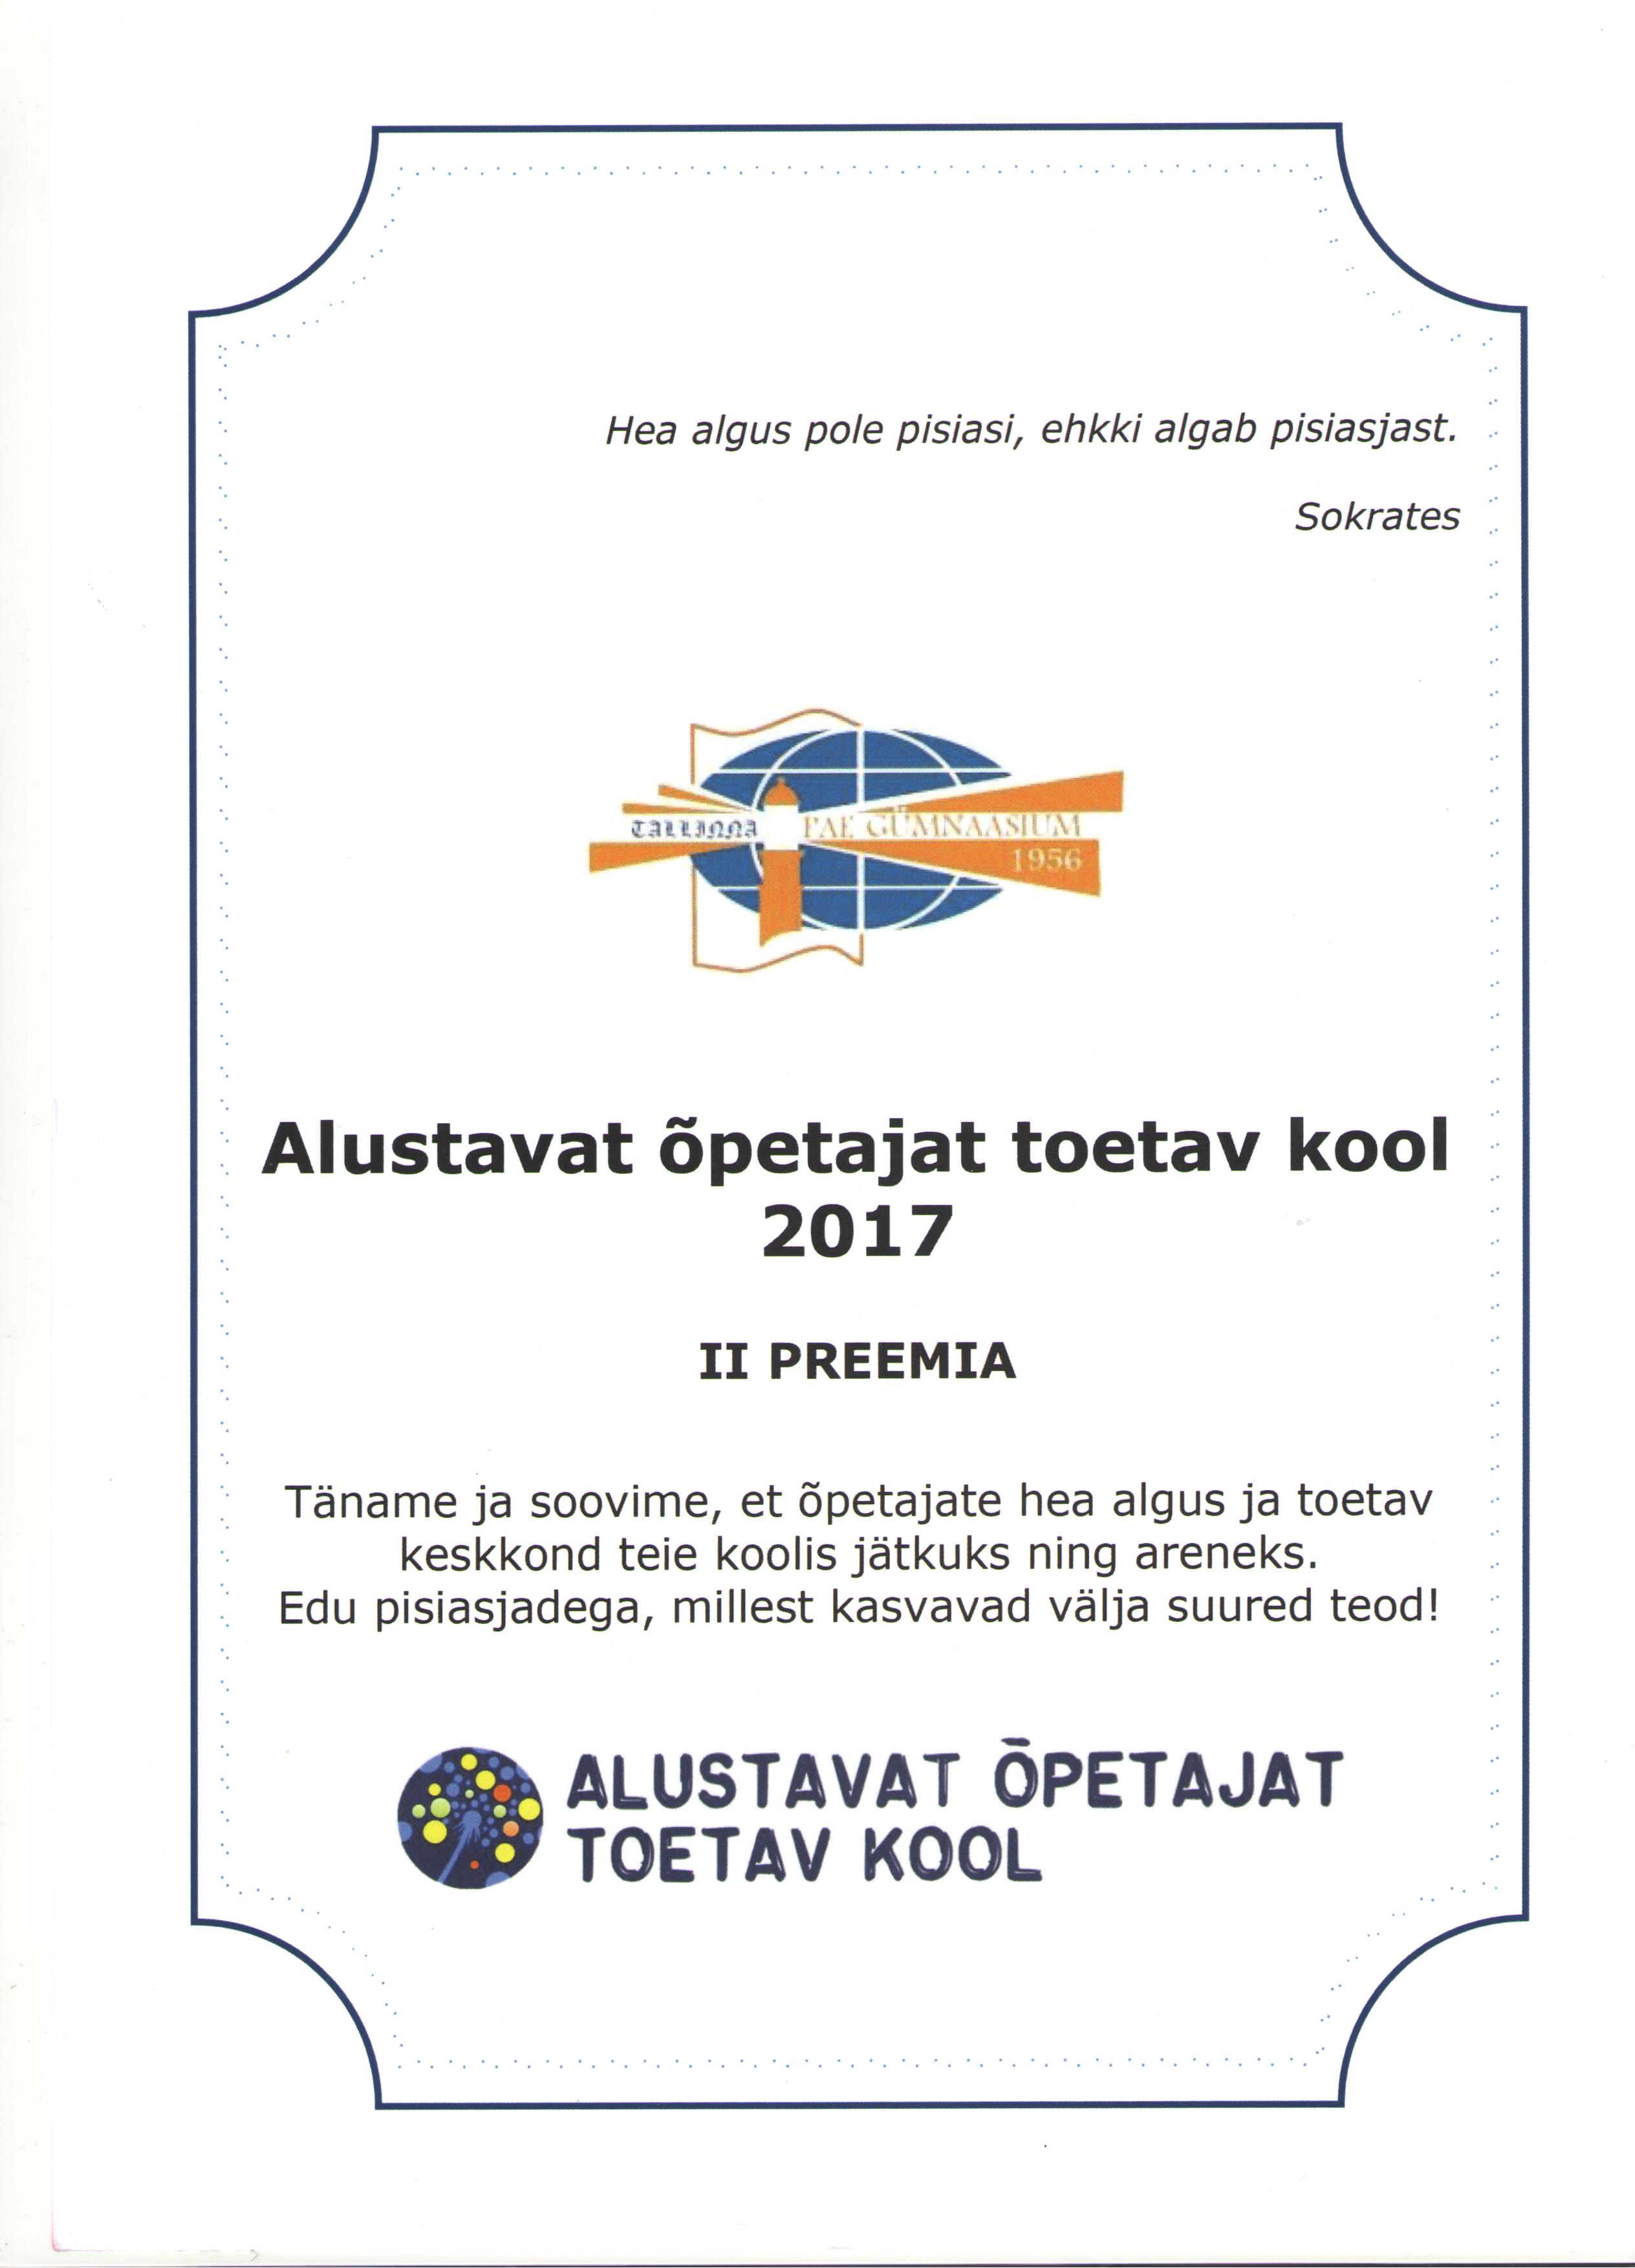 Hea algus pole pisiasi, ehkki algab pisiasjast.
Sokrates
TALLINNA PAE GÜMNAASIUM
1956
Alustavat õpetajat toetav kool
2017
II PREEMIA
Täname ja soovime, et õpetajate hea algus ja toetav
keskkond teie koolis jätkuks ning areneks.
Edu pisiasjadega, millest kasvavad välja suured teod!
ALUSTAVAT ÕPETAJAT
TOETAV KOOL